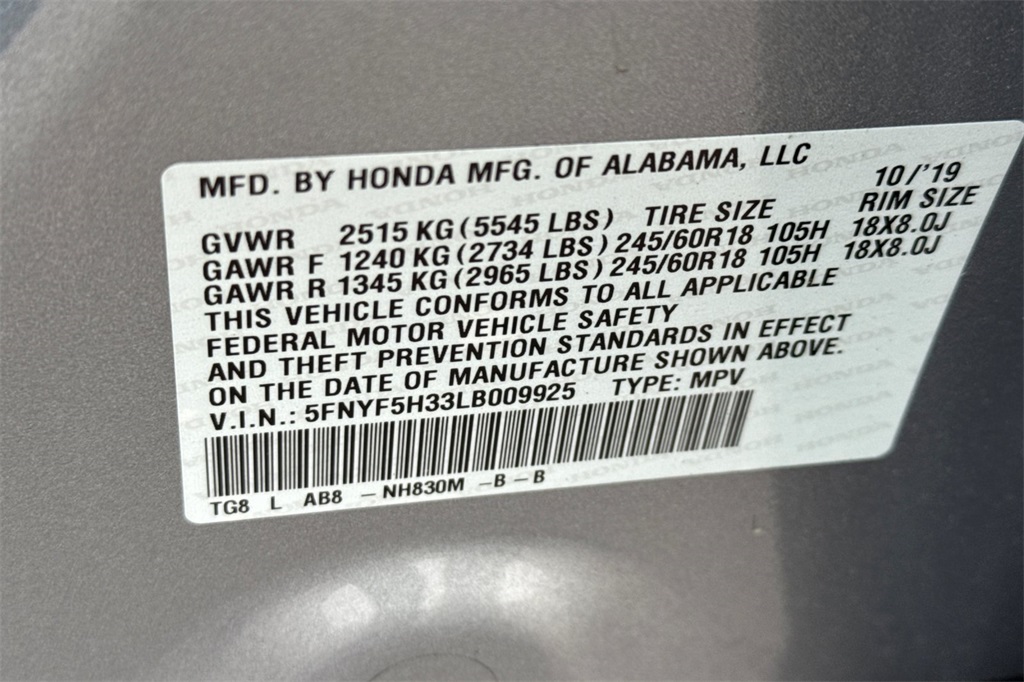 MFD. BY HONDA MFG. OF ALABAMA, LLC
10/'19
GVWR 2515 KG (5545 LBS) TIRE SIZE RIM SIZE
GAWR F 1240 KG (2734 LBS) 245/60R18 105H 18X8.0J
GAWR R 1345 KG (2965 LBS) 245/60R18 105H 18X8.0J
THIS VEHICLE CONFORMS TO ALL APPLICABLE
FEDERAL MOTOR VEHICLE SAFETY
AND THEFT PREVENTION STANDARDS IN EFFECT
ON THE DATE OF MANUFACTURE SHOWN ABOVE.
V.I.N.: 5FNYF5H33LB009925 TYPE: MPV
TG8 L AB8 - NH830M - B - B